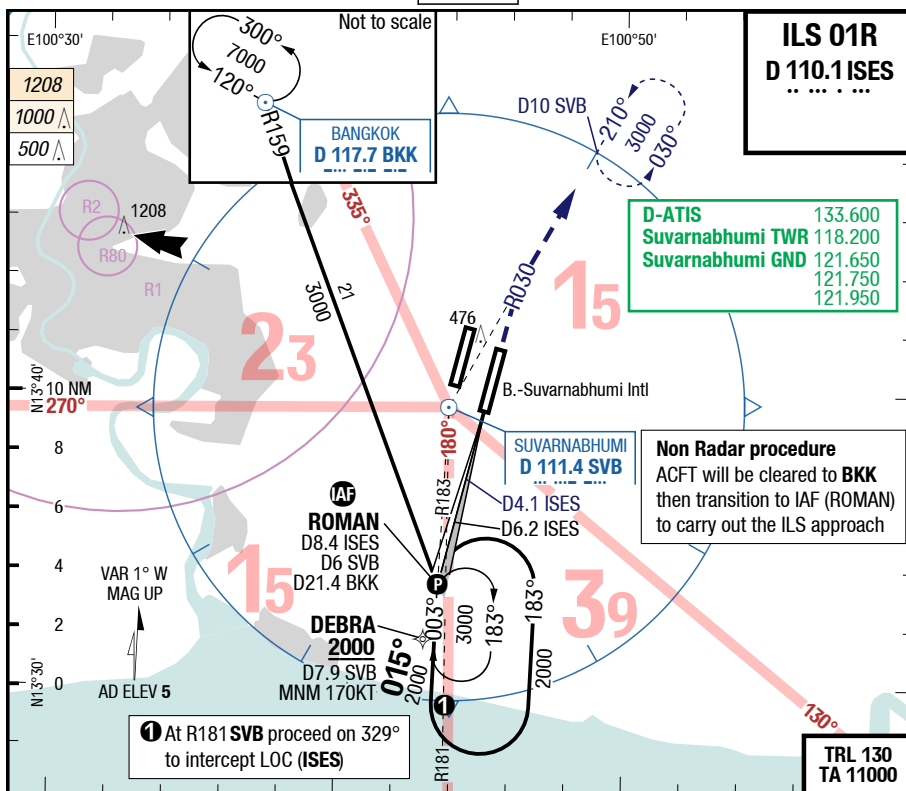 E100°30'
Not to scale
E100°50'
ILS 01R
D 110.1 ISES
1208
1000
500
300°
7000
120°
R159
BANGKOK
D 117.7 BKK
D10 SVB
210°
3000
030°
335°
R2
1208
R80
R1
D-ATIS 133.600
Suvarnabhumi TWR 118.200
Suvarnabhumi GND 121.650
121.750
121.950
21
3000
R030
15
23
476
B.-Suvarnabhumi Intl
N13°40'
10 NM
270°
8
6
4
2
0
180°
R183
SUVARNABHUMI
D 111.4 SVB
D4.1 ISES
D6.2 ISES
Non Radar procedure
ACFT will be cleared to BKK
then transition to IAF (ROMAN)
to carry out the ILS approach
IAF
ROMAN
D8.4 ISES
D6 SVB
D21.4 BKK
P
15
VAR 1° W
MAG UP
003°
3000
183°
183°
2000
39
DEBRA
2000
D7.9 SVB
MNM 170KT
015°
2000
N13°30'
AD ELEV 5
1
130°
1 At R181 SVB proceed on 329°
to intercept LOC (ISES)
R181
TRL 130
TA 11000